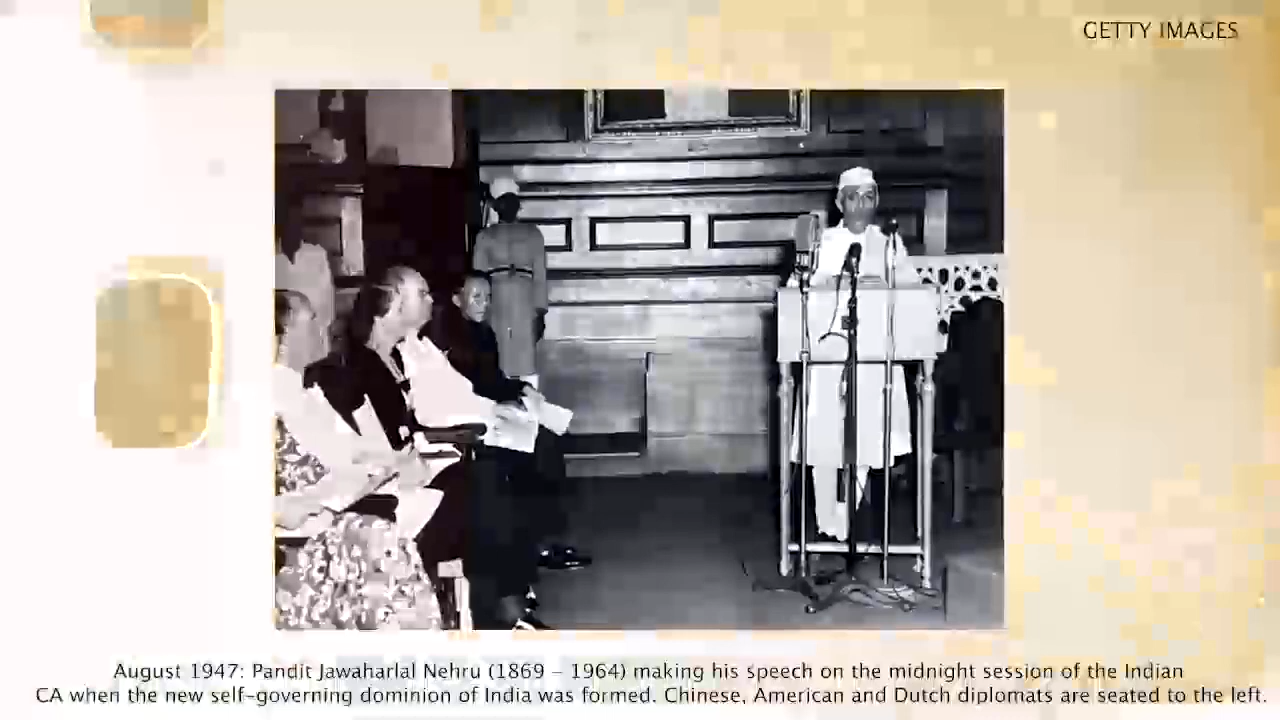 GETTY IMAGES
August 1947: Pandit Jawaharlal Nehru (1869 – 1964) making his speech on the midnight session of the Indian
CA when the new self-governing dominion of India was formed. Chinese, American and Dutch diplomats are seated to the left.